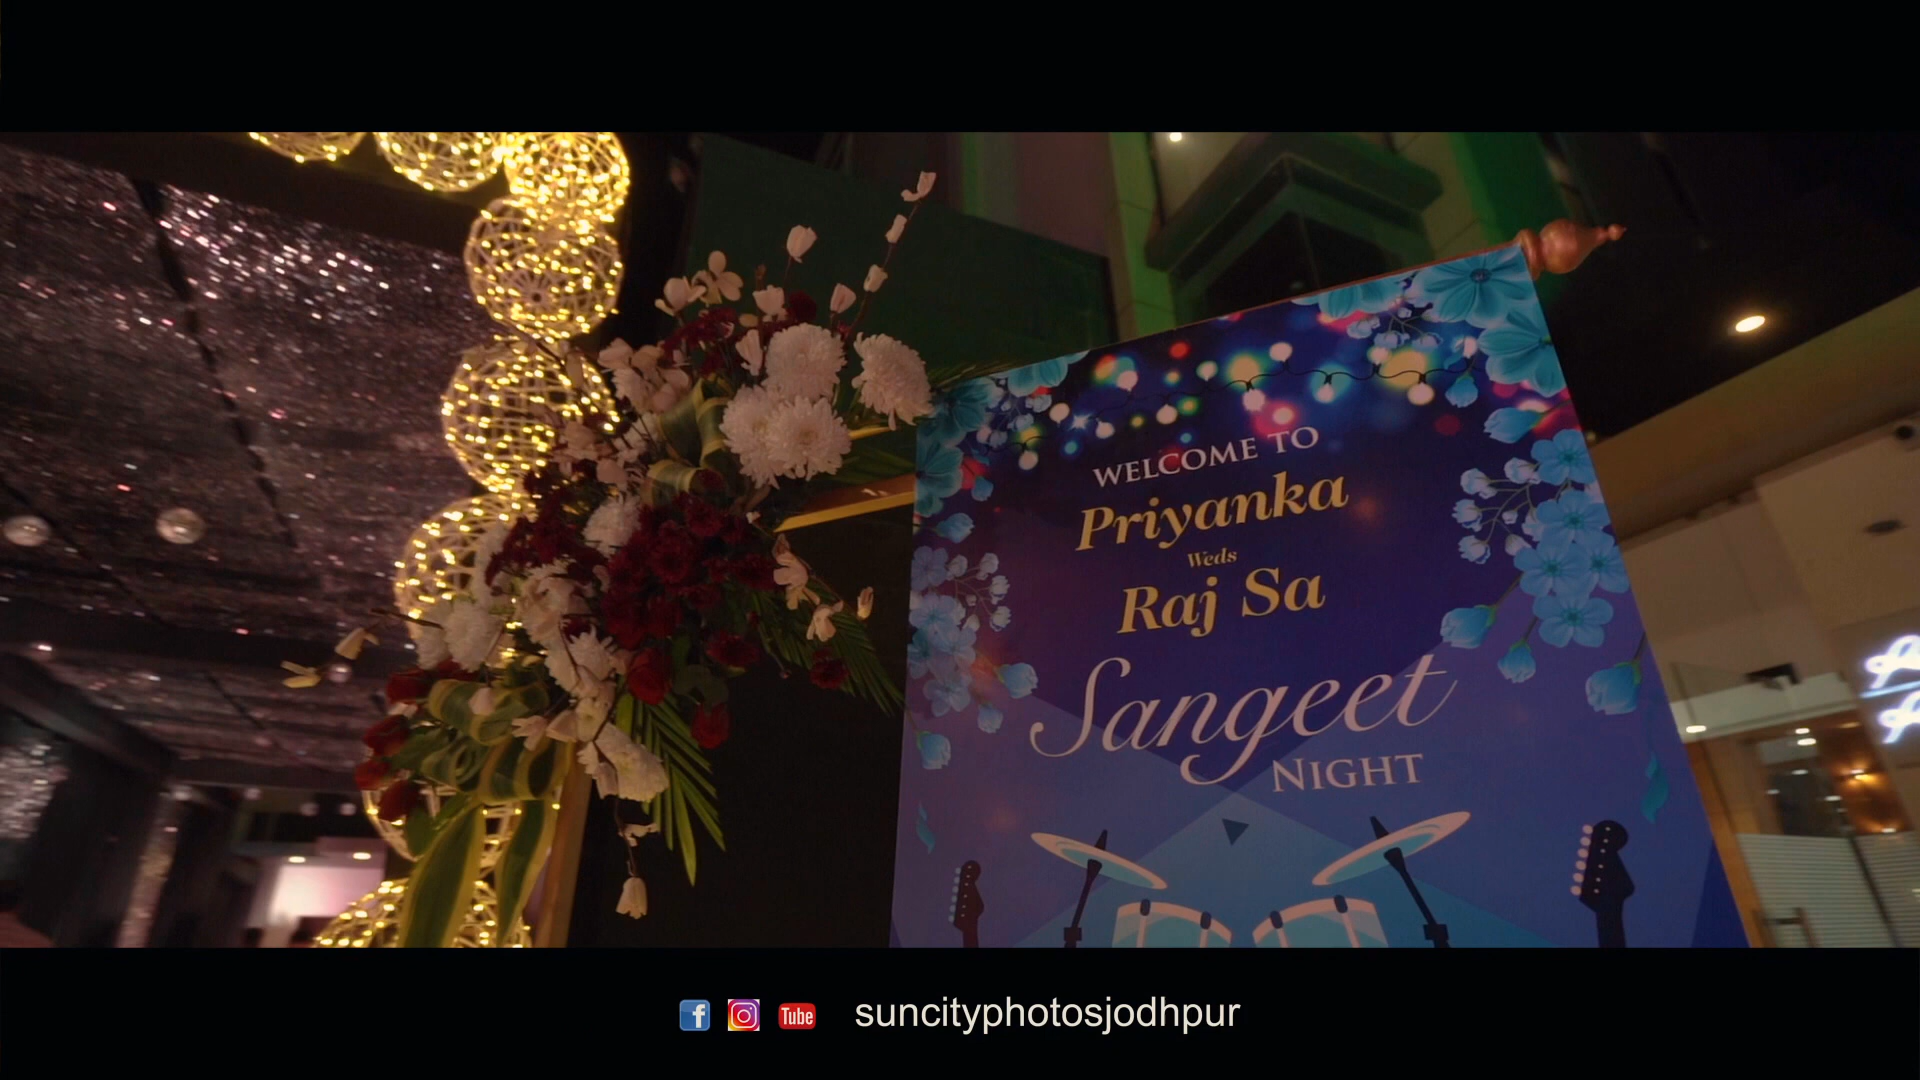 WELCOME TO
Priyanka
Weds
Raj Sa
Sangeet
NIGHT
f
Tube
suncityphotosjodhpur